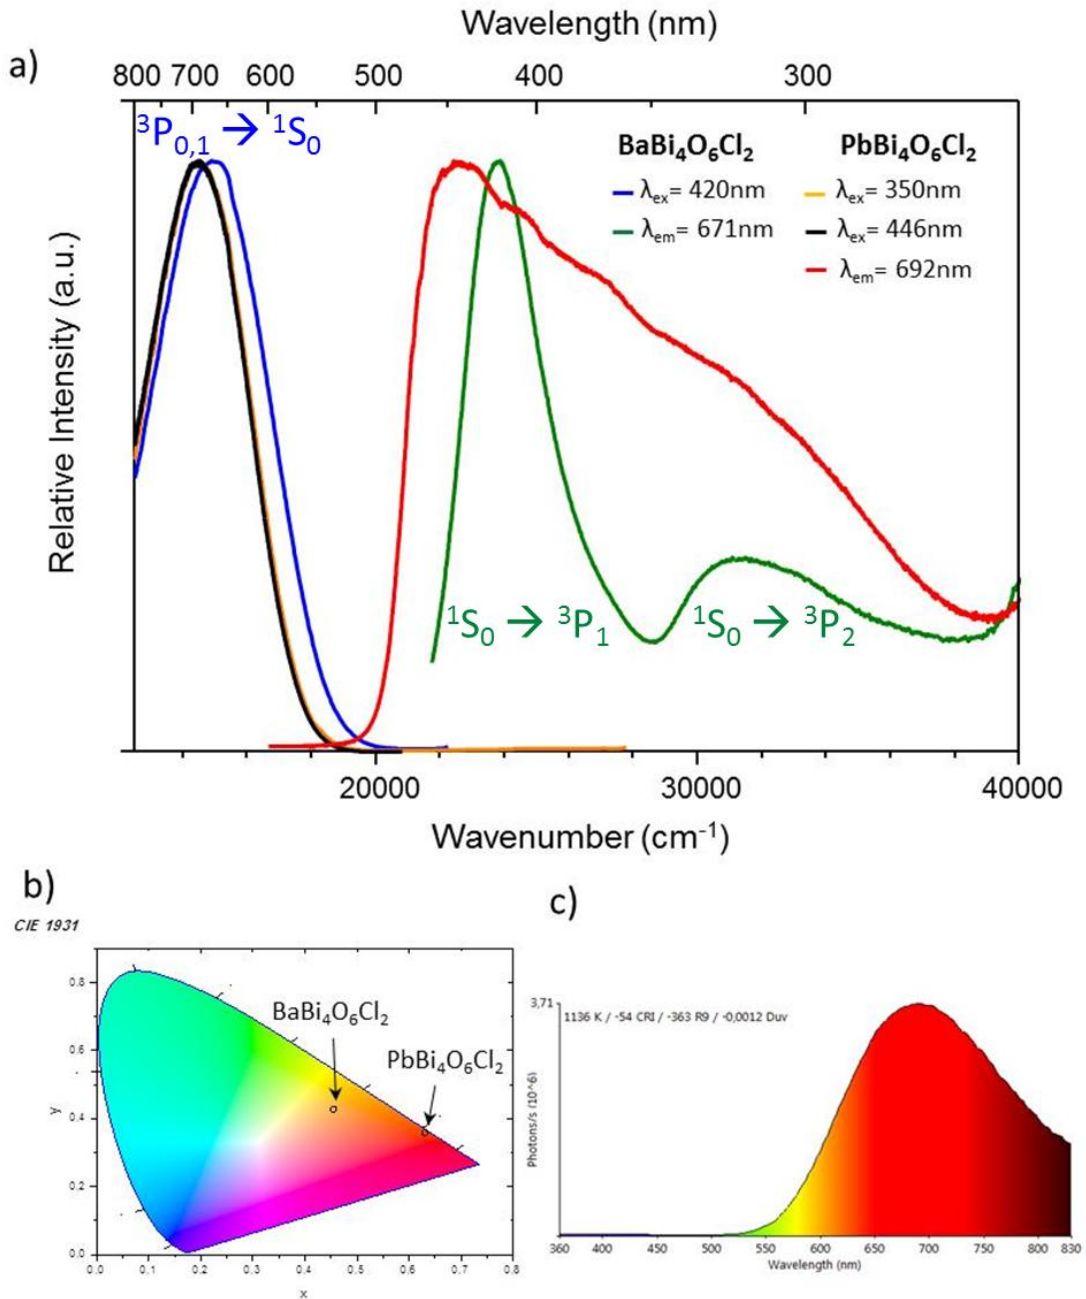 Wavelength (nm)
a)
800 700 600 500 400 300
³P₀,₁ → ¹S₀
BaBi₄O₆Cl₂ PbBi₄O₆Cl₂
λₑₓ= 420nm λₑₓ= 350nm
λₑₘ= 671nm λₑₓ= 446nm
λₑₘ= 692nm
Relative Intensity (a.u.)
¹S₀ → ³P₁ ¹S₀ → ³P₂
20000 30000 40000
Wavenumber (cm⁻¹)
b)
CIE 1931
0.8
0.6
0.4
0.2
0.0
y
BaBi₄O₆Cl₂
PbBi₄O₆Cl₂
0.0 0.1 0.2 0.3 0.4 0.5 0.6 0.7 0.8
x
c)
3,71
1136 K / -54 CRI / -363 R9 / -0,0012 Duv
Photons/s (10^6)
360 400 450 500 550 600 650 700 750 800 830
Wavelength (nm)